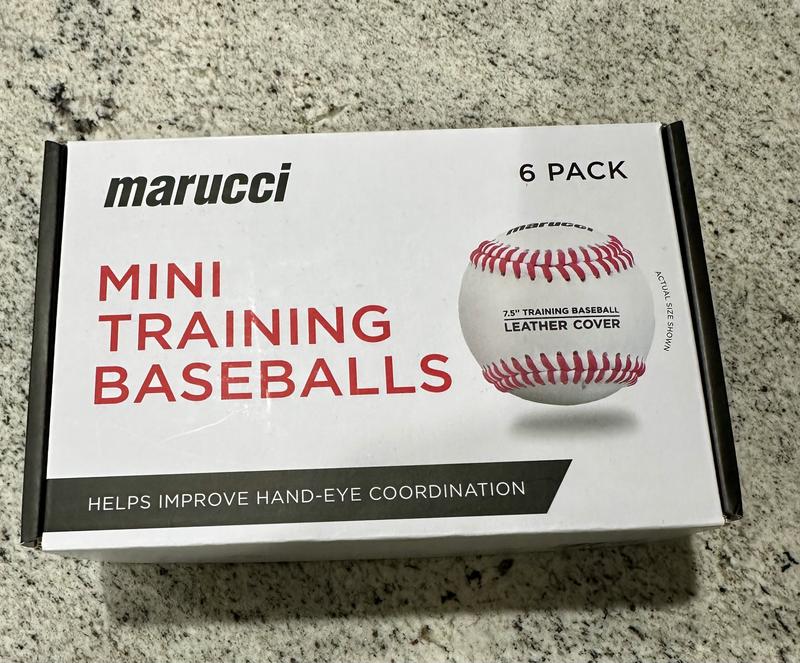 marucci
6 PACK
MINI
TRAINING
BASEBALLS
marucci
7.5" TRAINING BASEBALL
LEATHER COVER
ACTUAL SIZE SHOWN
HELPS IMPROVE HAND-EYE COORDINATION